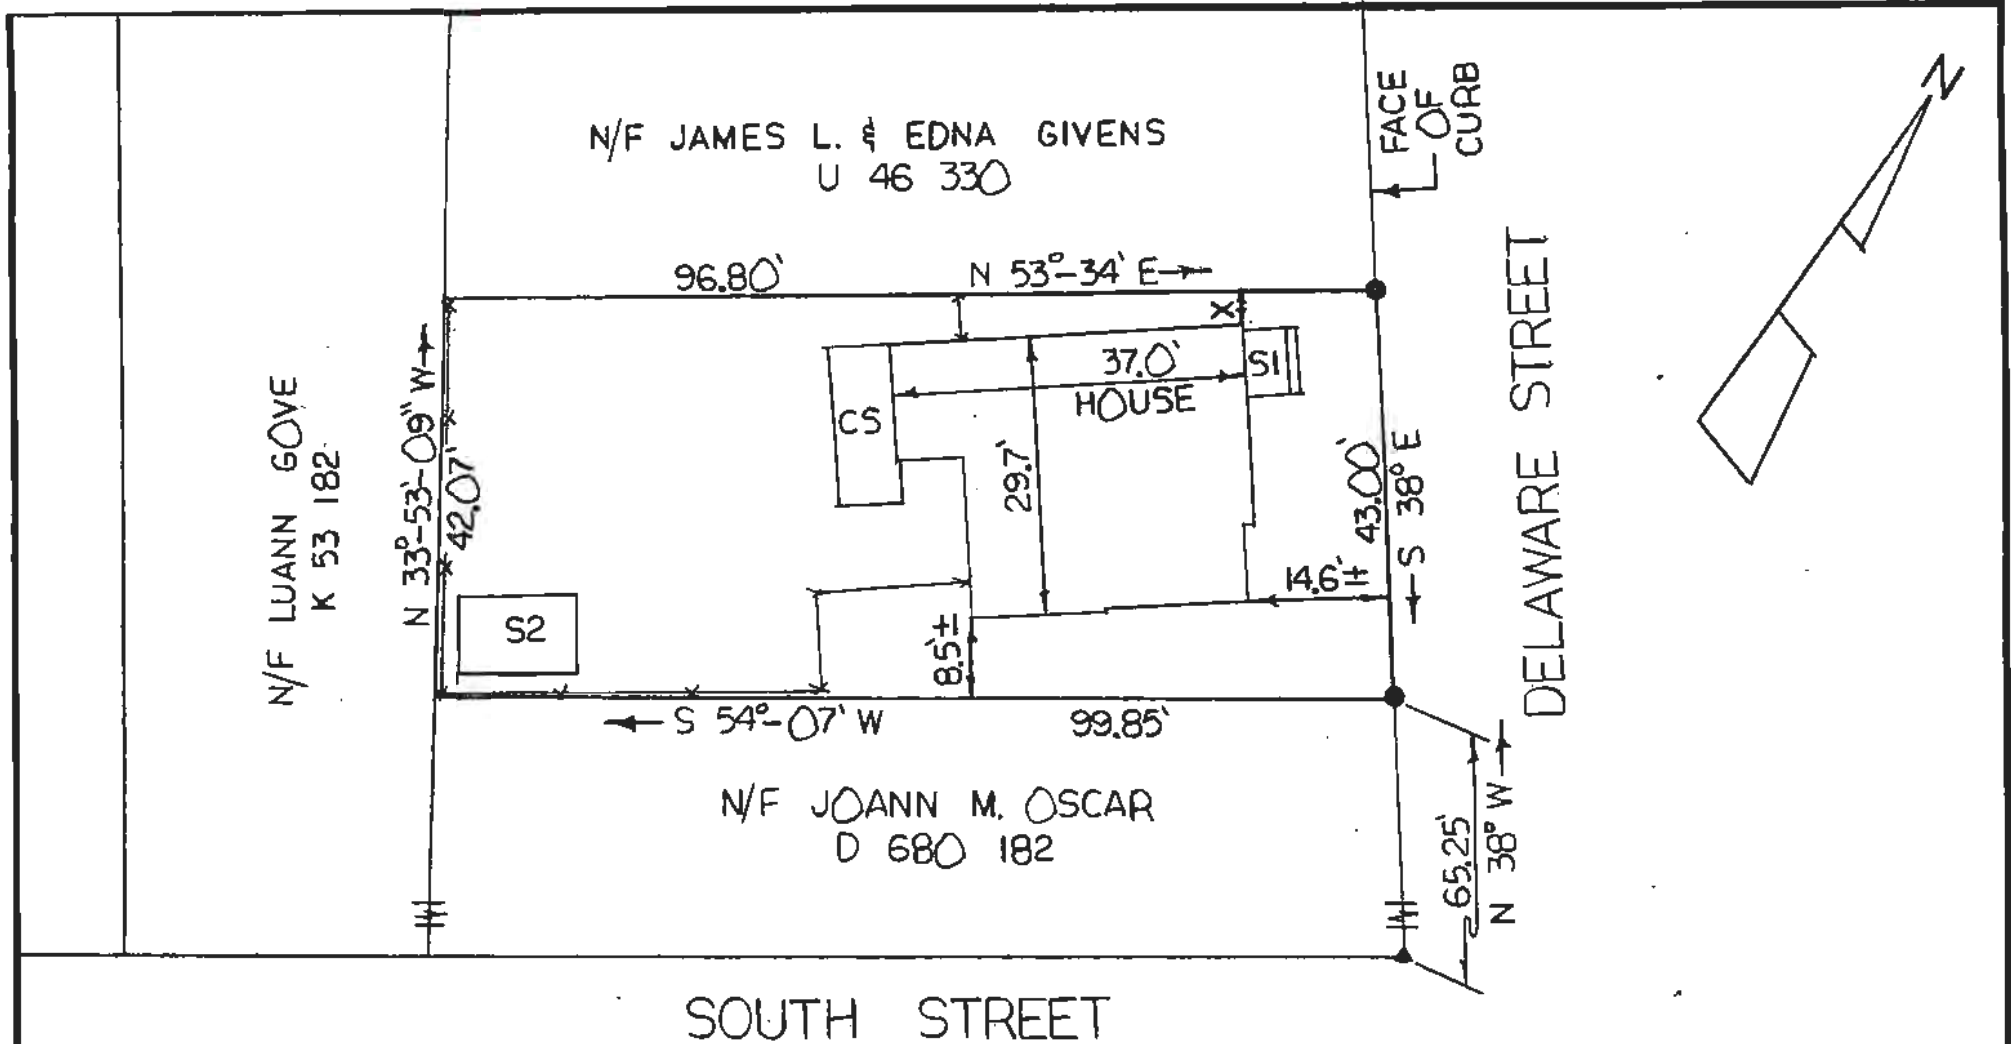 N/F JAMES L. & EDNA GIVENS
U 46 330
FACE
OF
CURB
N
96.80'
N 53°-34' E
X
S1
37.0'
HOUSE
CS
29.7'
N/F LUANN GOVE
K 53 182
N 33°-53'-09" W
42.07'
43.00'
S 38° E
DELAWARE STREET
14.6'±
S2
8.5'±
S 54°-07' W
99.85'
N/F JOANN M. OSCAR
D 680 182
65.25'
N 38° W
SOUTH STREET